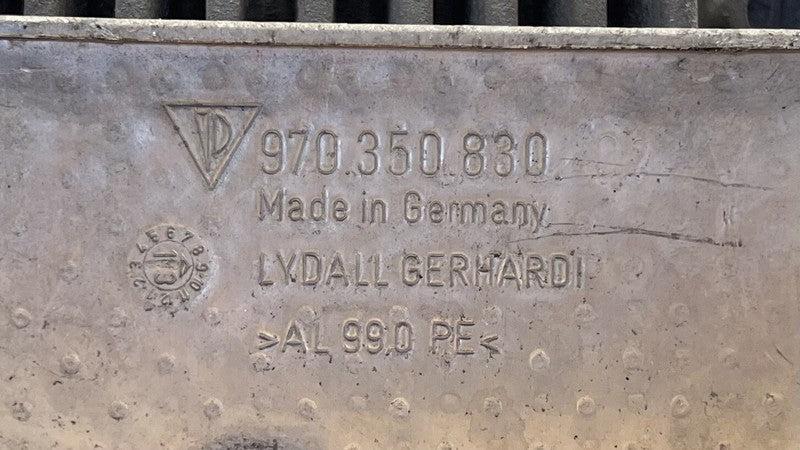 970.350.830
Made in Germany
LYDALL GERHARDI
>AL 99.0 PE<